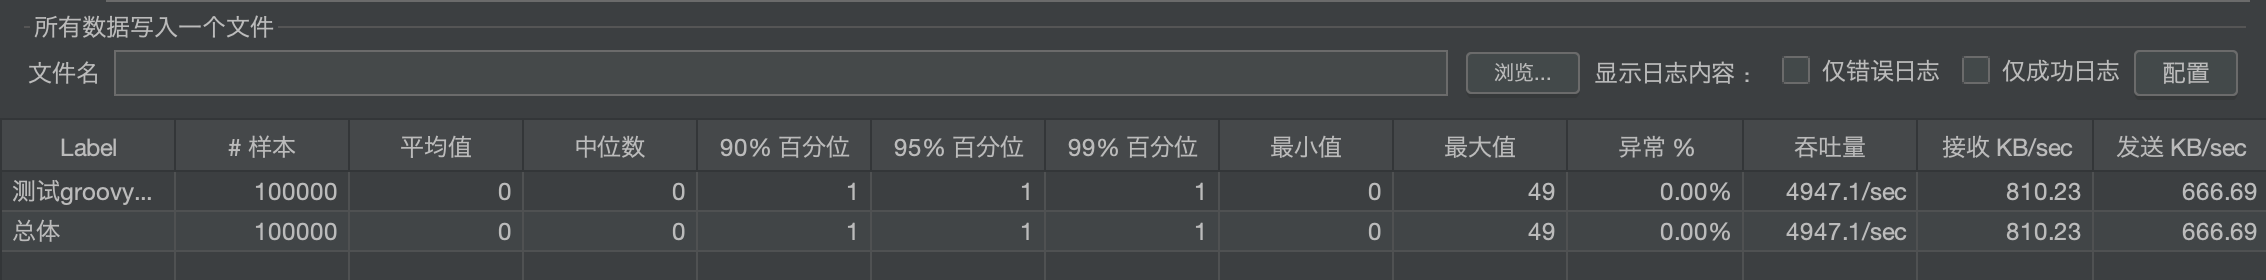 所有数据写入一个文件
文件名 浏览... 显示日志内容： 仅错误日志 仅成功日志 配置
Label # 样本 平均值 中位数 90% 百分位 95% 百分位 99% 百分位 最小值 最大值 异常 % 吞吐量 接收 KB/sec 发送 KB/sec
测试groovy... 100000 0 0 1 1 1 0 49 0.00% 4947.1/sec 810.23 666.69
总体 100000 0 0 1 1 1 0 49 0.00% 4947.1/sec 810.23 666.69